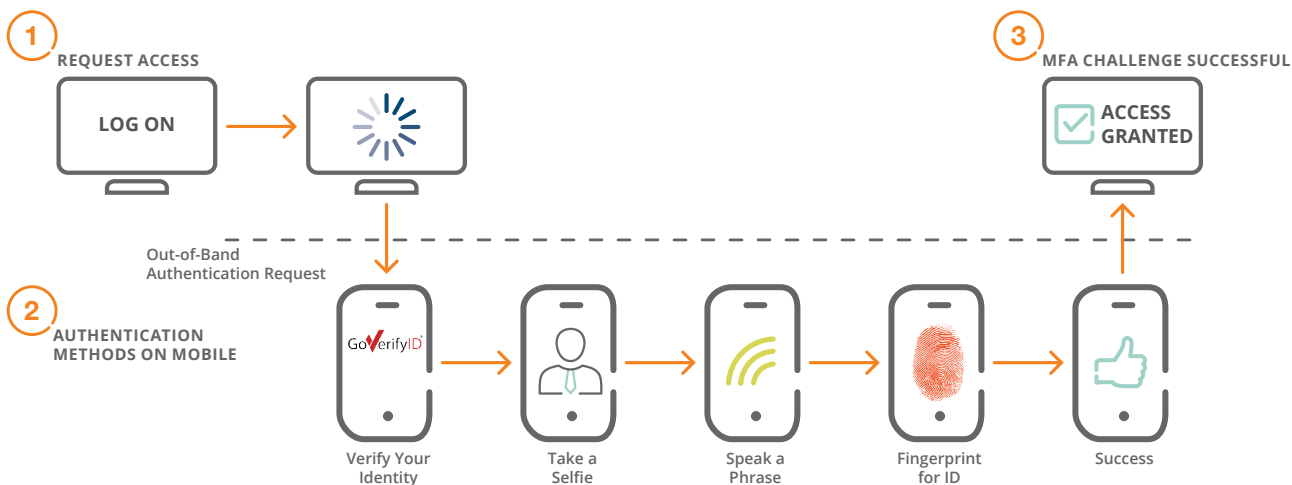 1
REQUEST ACCESS
LOG ON
3
MFA CHALLENGE SUCCESSFUL
ACCESS
GRANTED
Out-of-Band
Authentication Request
2
AUTHENTICATION
METHODS ON MOBILE
GoVerifyID®
Verify Your
Identity
Take a
Selfie
Speak a
Phrase
Fingerprint
for ID
Success